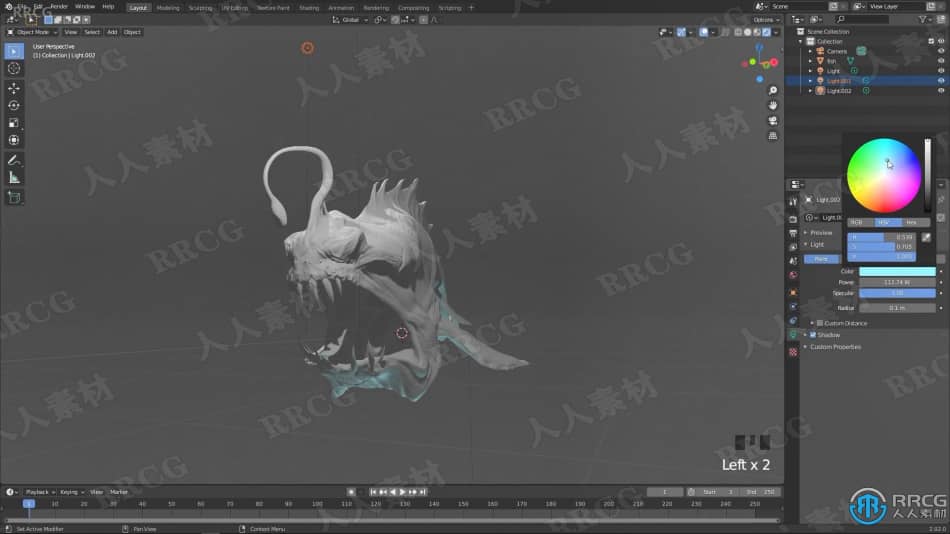 File Edit Render Window Help Layout Modeling Sculpting UV Editing Texture Paint Shading Animation Rendering Compositing Scripting + Scene View Layer
Global Options
Object Mode View Select Add Object
User Perspective
(1) Collection | Light.002
Scene Collection
Collection
Camera
fish
Light
Light.001
Light.002
RGB HSV Hex
H 0.539
S 0.705
V 1.000
Light.002
Light.00
Preview
Light
Point
Color
Power 113.74 W
Specular 1.00
Radius 0.1 m
Custom Distance
Shadow
Custom Properties
Left x 2
Playback Keying View Marker 1 Start 1 End 250
0 10 20 30 40 50 60 70 80 90 100 110 120 130 140 150 160 170 180 190 200 210 220 230 240 250
Set Active Modifier Pan View Context Menu 2.82.0
RRCG
人人素材